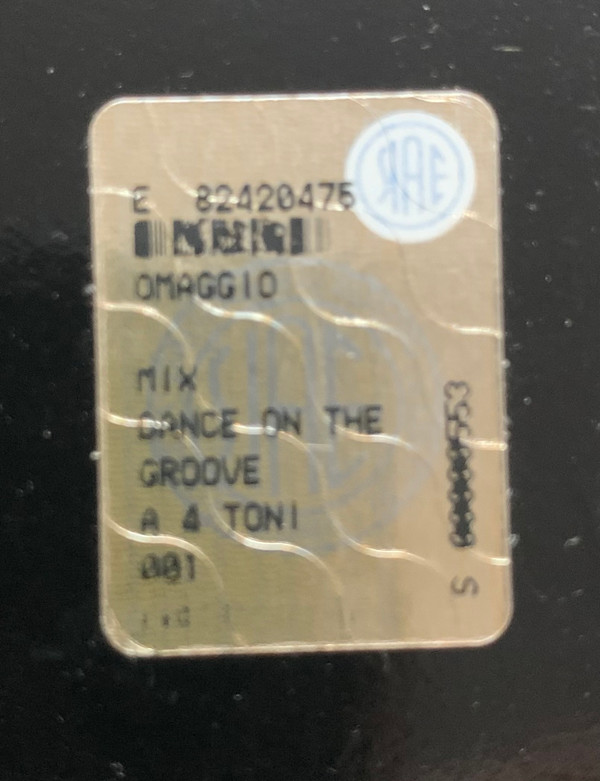 E 82420475
OMAGGIO
MIX
DANCE ON THE
GROOVE
A 4 TONI
001